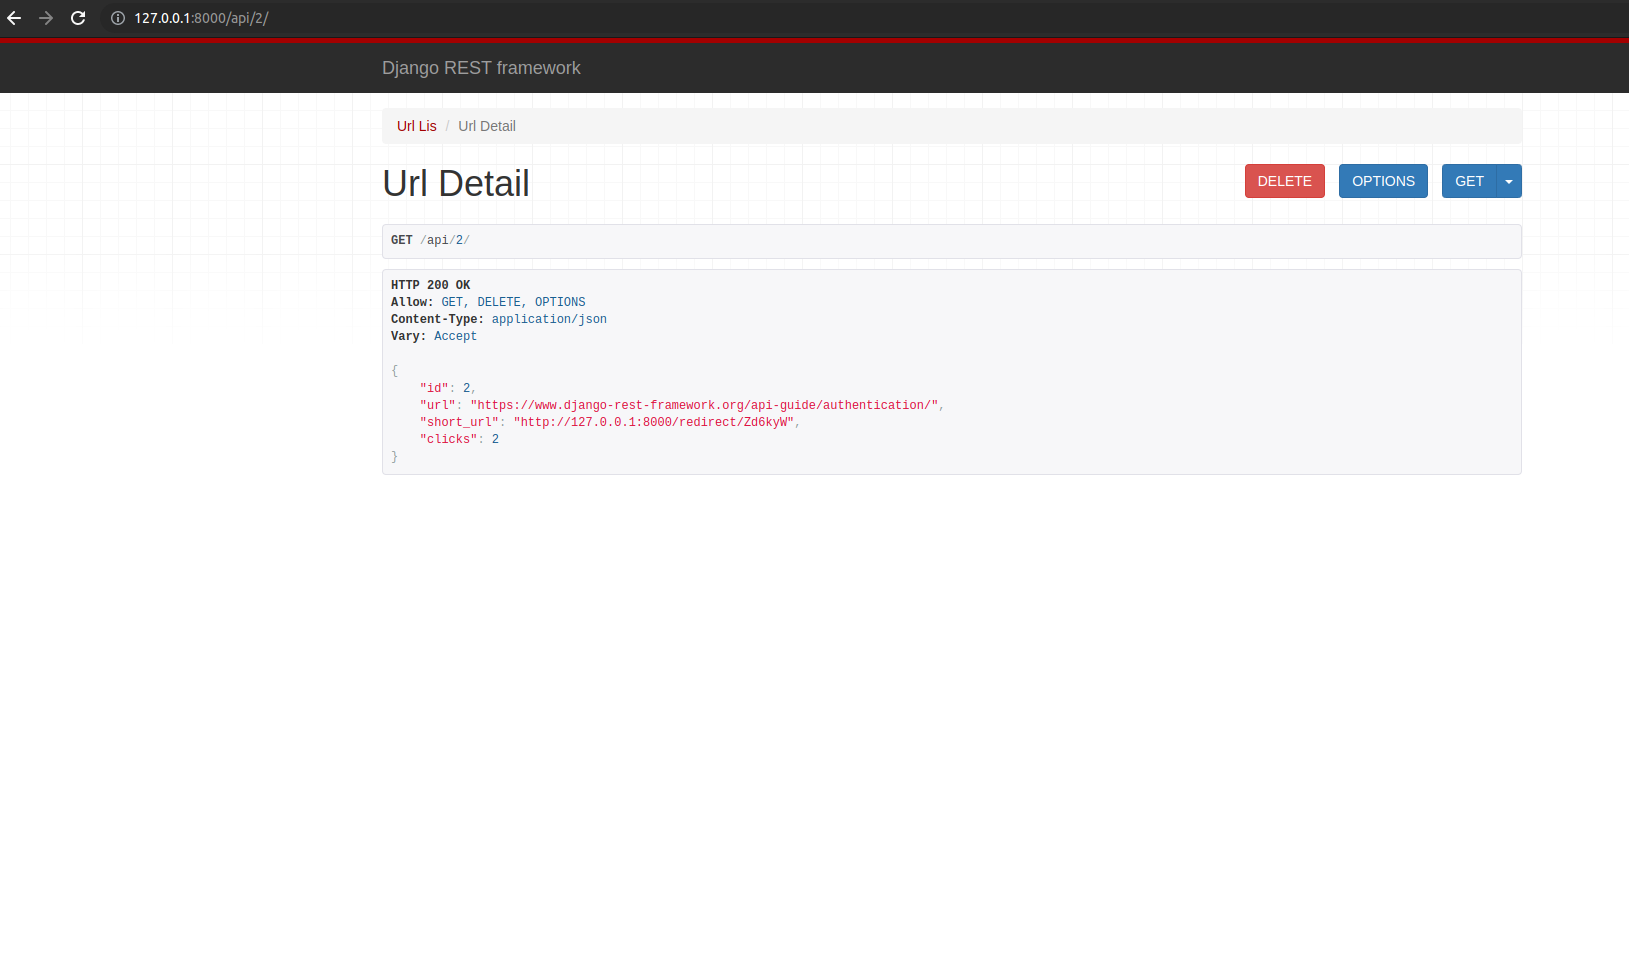 127.0.0.1:8000/api/2/
Django REST framework
Url Lis / Url Detail
Url Detail
DELETE OPTIONS GET
GET /api/2/
HTTP 200 OK
Allow: GET, DELETE, OPTIONS
Content-Type: application/json
Vary: Accept
{
    "id": 2,
    "url": "https://www.django-rest-framework.org/api-guide/authentication/",
    "short_url": "http://127.0.0.1:8000/redirect/Zd6kyW",
    "clicks": 2
}